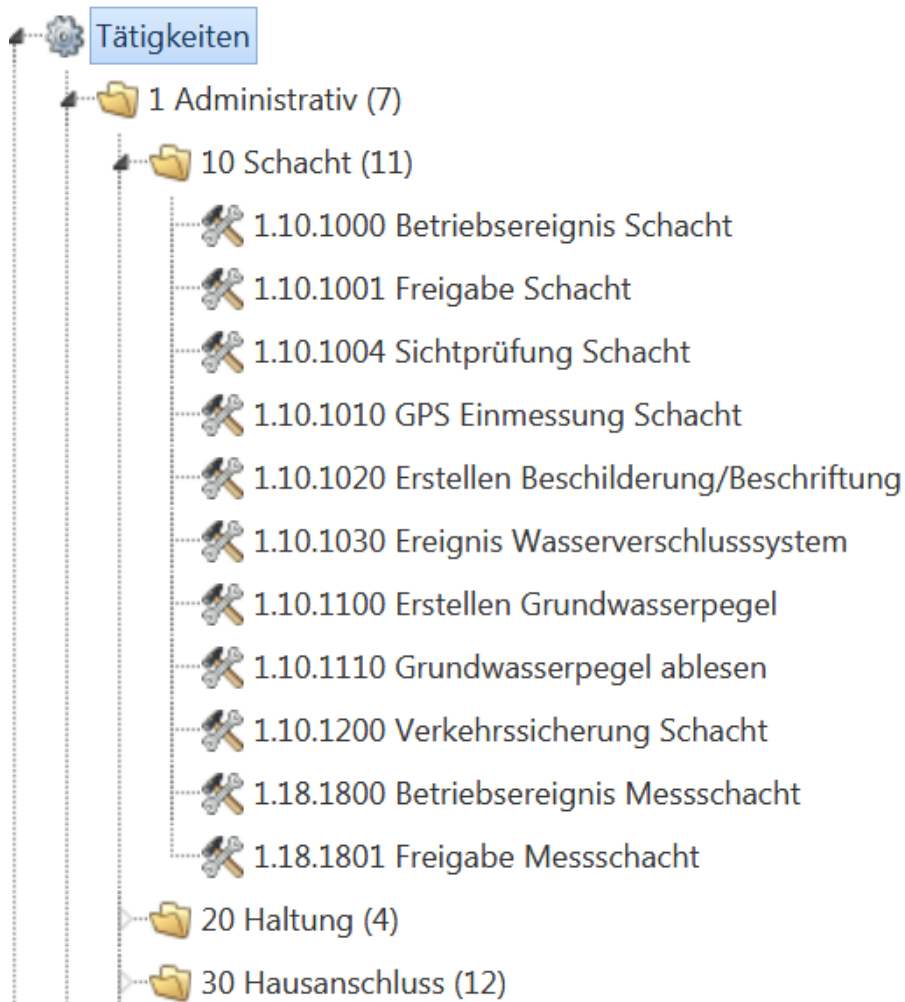 Tätigkeiten
1 Administrativ (7)
10 Schacht (11)
1.10.1000 Betriebsereignis Schacht
1.10.1001 Freigabe Schacht
1.10.1004 Sichtprüfung Schacht
1.10.1010 GPS Einmessung Schacht
1.10.1020 Erstellen Beschilderung/Beschriftung
1.10.1030 Ereignis Wasserverschlusssystem
1.10.1100 Erstellen Grundwasserpegel
1.10.1110 Grundwasserpegel ablesen
1.10.1200 Verkehrssicherung Schacht
1.18.1800 Betriebsereignis Messschacht
1.18.1801 Freigabe Messschacht
20 Haltung (4)
30 Hausanschluss (12)